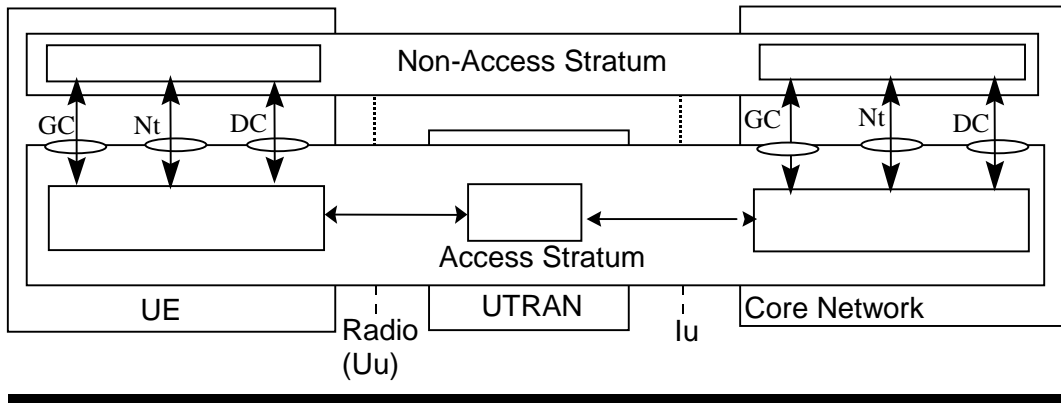 Non-Access Stratum
GC Nt DC
GC Nt DC
Access Stratum
UE
UTRAN
Core Network
Radio
(Uu)
Iu